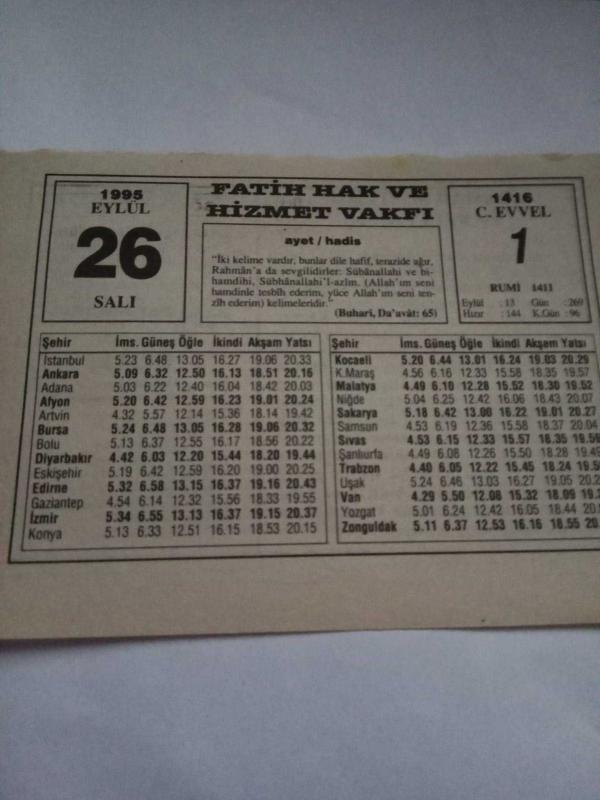 1995
EYLÜL
26
SALI
FATİH HAK VE
HİZMET VAKFI
ayet / hadis
"İki kelime vardır, bunlar dile hafif, terazide ağır,
Rahmân'a da sevgilidirler: Sübhânallahi ve bi-
hamdihi, Sübhânallahi'l-azîm. (Allah'ım seni
hamdinle tesbîh ederim, yüce Allah'ım seni ten-
zîh ederim) kelimeleridir."
(Buharî, Da'avât: 65)
1416
C. EVVEL
1
RUMİ 1411
Eylül : 13 Gün : 269
Hızır : 144 K.Gün : 96
Şehir İms. Güneş Öğle İkindi Akşam Yatsı
İstanbul 5.23 6.48 13.05 16.27 19.06 20.33
Ankara 5.09 6.32 12.50 16.13 18.51 20.16
Adana 5.03 6.22 12.40 16.04 18.42 20.03
Afyon 5.20 6.42 12.59 16.23 19.01 20.24
Artvin 4.32 5.57 12.14 15.36 18.14 19.42
Bursa 5.24 6.48 13.05 16.28 19.06 20.32
Bolu 5.13 6.37 12.55 16.17 18.56 20.22
Diyarbakır 4.42 6.03 12.20 15.44 18.20 19.44
Eskişehir 5.19 6.42 12.59 16.20 19.00 20.25
Edirne 5.32 6.58 13.15 16.37 19.16 20.43
Gaziantep 4.54 6.14 12.32 15.56 18.33 19.55
İzmir 5.34 6.55 13.13 16.37 19.15 20.37
Konya 5.13 6.33 12.51 16.15 18.53 20.15
Şehir İms. Güneş Öğle İkindi Akşam Yatsı
Kocaeli 5.20 6.44 13.01 16.24 19.03 20.29
K.Maraş 4.56 6.16 12.33 15.58 18.35 19.57
Malatya 4.49 6.10 12.28 15.52 18.30 19.52
Niğde 5.04 6.25 12.42 16.06 18.43 20.07
Sakarya 5.18 6.42 13.00 16.22 19.01 20.27
Samsun 4.53 6.19 12.36 15.58 18.37 20.04
Sıvas 4.53 6.15 12.33 15.57 18.35 19.56
Şanlıurfa 4.49 6.08 12.26 15.50 18.28 19.49
Trabzon 4.40 6.05 12.22 15.45 18.24
Uşak 5.24 6.46 13.03 16.27 19.05
Van 4.29 5.50 12.08 15.32 18.09
Yozgat 5.01 6.24 12.42 16.05 18.44
Zonguldak 5.11 6.37 12.53 16.16 18.55